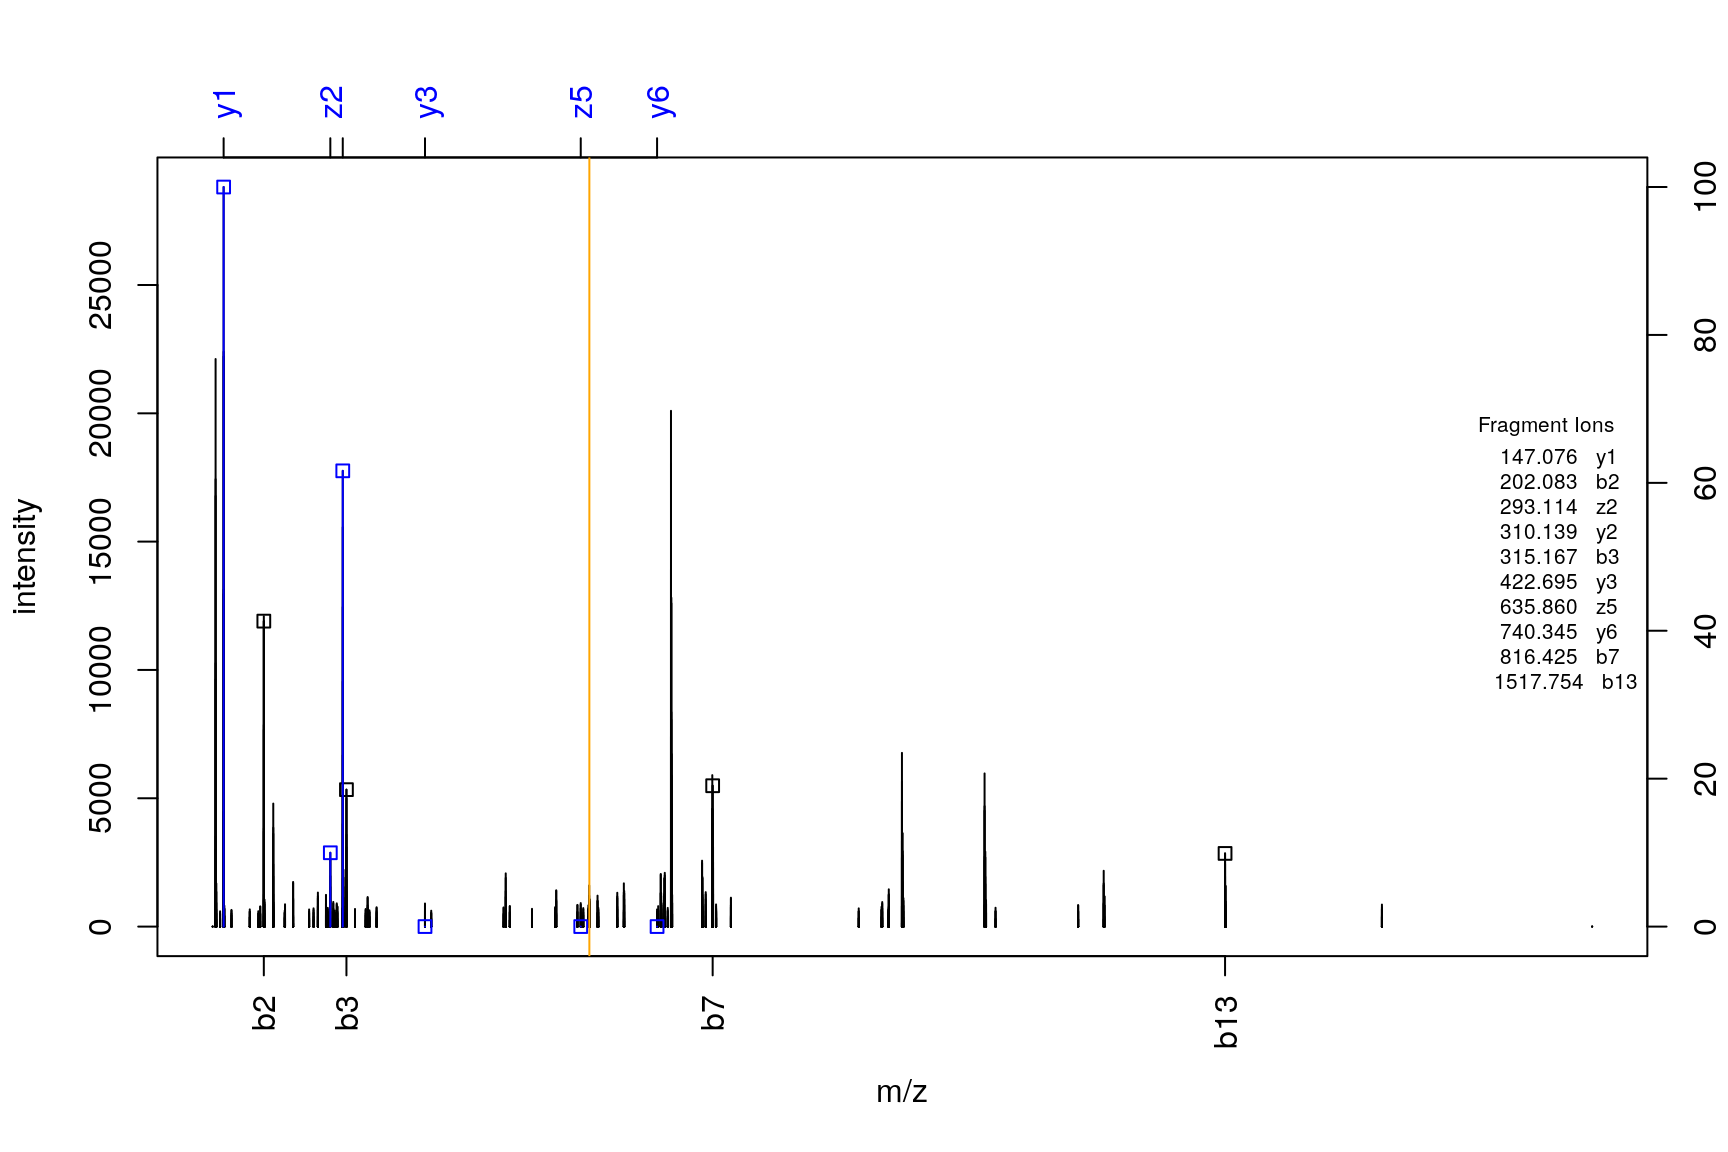 y1 z2 y3 z5 y6
intensity
0 5000 10000 15000 20000 25000
0 20 40 60 80 100
Fragment Ions
147.076 y1
202.083 b2
293.114 z2
310.139 y2
315.167 b3
422.695 y3
635.860 z5
740.345 y6
816.425 b7
1517.754 b13
b2 b3 b7 b13
m/z